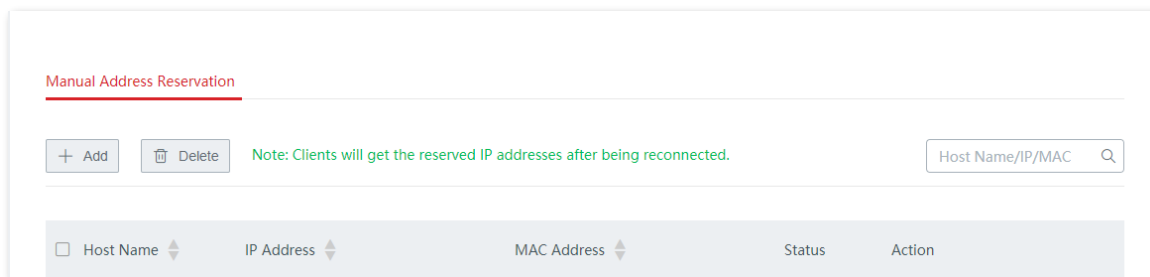 Manual Address Reservation
Add Delete Note: Clients will get the reserved IP addresses after being reconnected. Host Name/IP/MAC
Host Name IP Address MAC Address Status Action